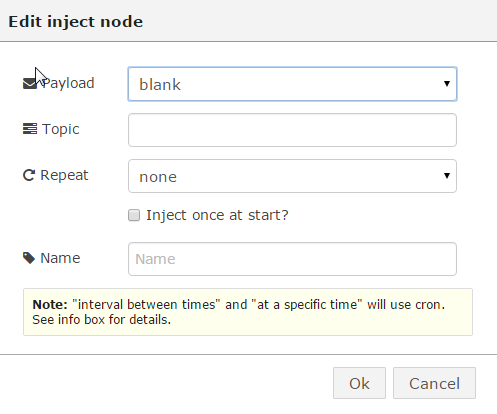 Edit inject node
Payload
blank
Topic
Repeat
none
Inject once at start?
Name
Name
Note: "interval between times" and "at a specific time" will use cron.
See info box for details.
Ok
Cancel